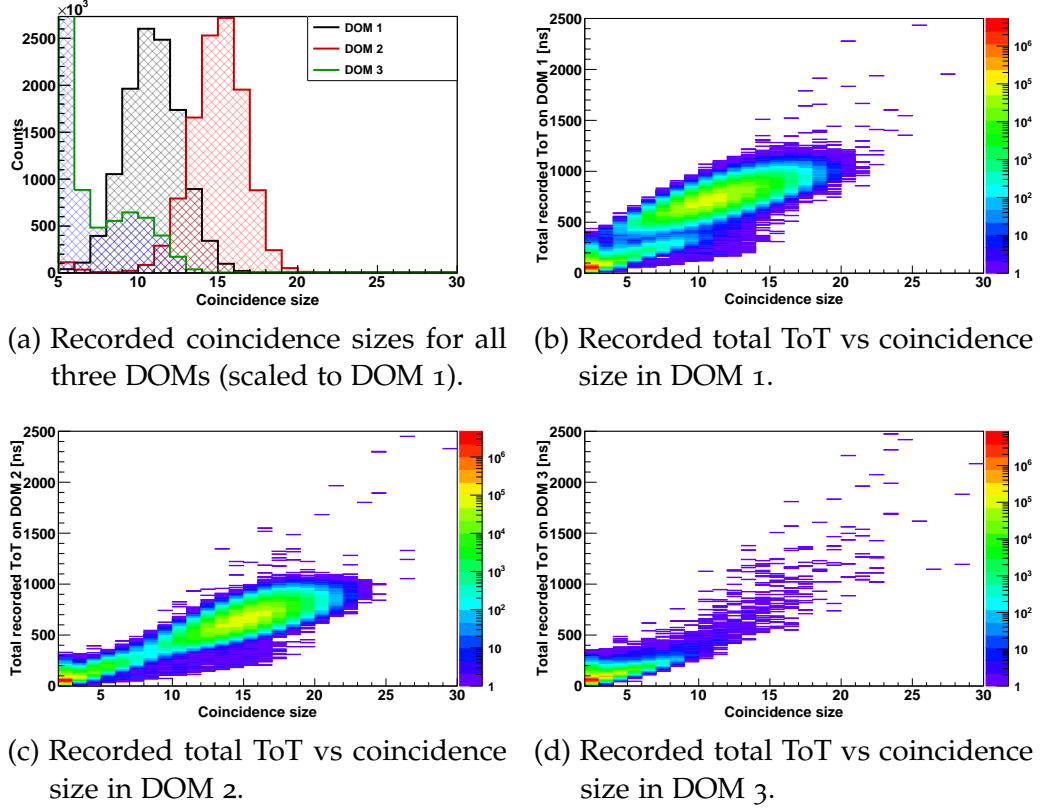 ×10³
2500
2000
1500
1000
500
0
Counts
5 10 15 20 25 30
Coincidence size
DOM 1
DOM 2
DOM 3
(a) Recorded coincidence sizes for all
three DOMs (scaled to DOM 1).
2500
2000
1500
1000
500
0
Total recorded ToT on DOM 1 [ns]
5 10 15 20 25 30
Coincidence size
10⁶
10⁵
10⁴
10³
10²
10
1
(b) Recorded total ToT vs coincidence
size in DOM 1.
2500
2000
1500
1000
500
0
Total recorded ToT on DOM 2 [ns]
5 10 15 20 25 30
Coincidence size
10⁶
10⁵
10⁴
10³
10²
10
1
(c) Recorded total ToT vs coincidence
size in DOM 2.
2500
2000
1500
1000
500
0
Total recorded ToT on DOM 3 [ns]
5 10 15 20 25 30
Coincidence size
10⁶
10⁵
10⁴
10³
10²
10
1
(d) Recorded total ToT vs coincidence
size in DOM 3.